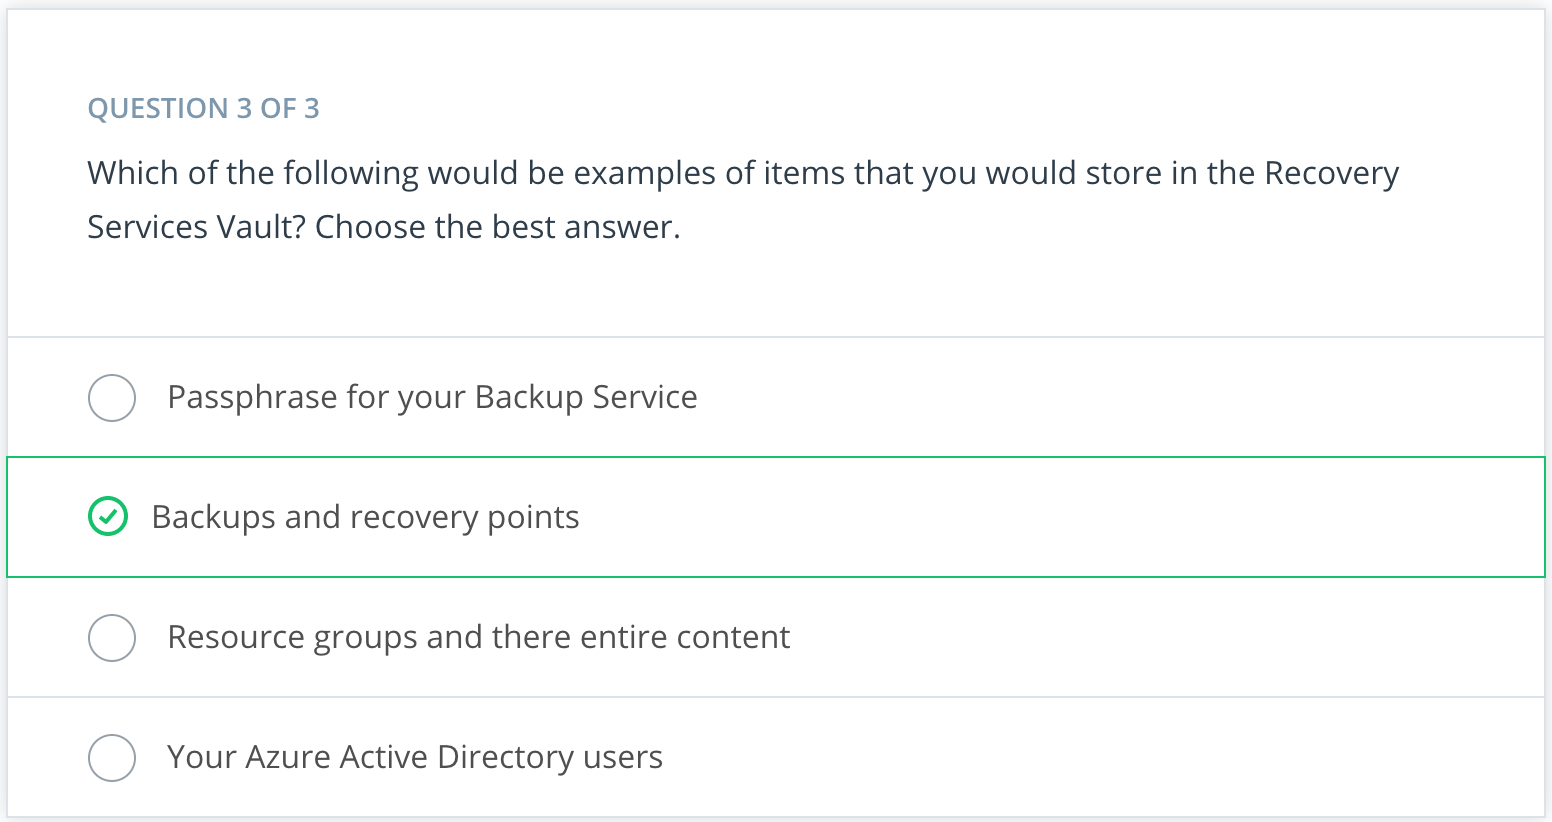 QUESTION 3 OF 3
Which of the following would be examples of items that you would store in the Recovery
Services Vault? Choose the best answer.
Passphrase for your Backup Service
Backups and recovery points
Resource groups and there entire content
Your Azure Active Directory users